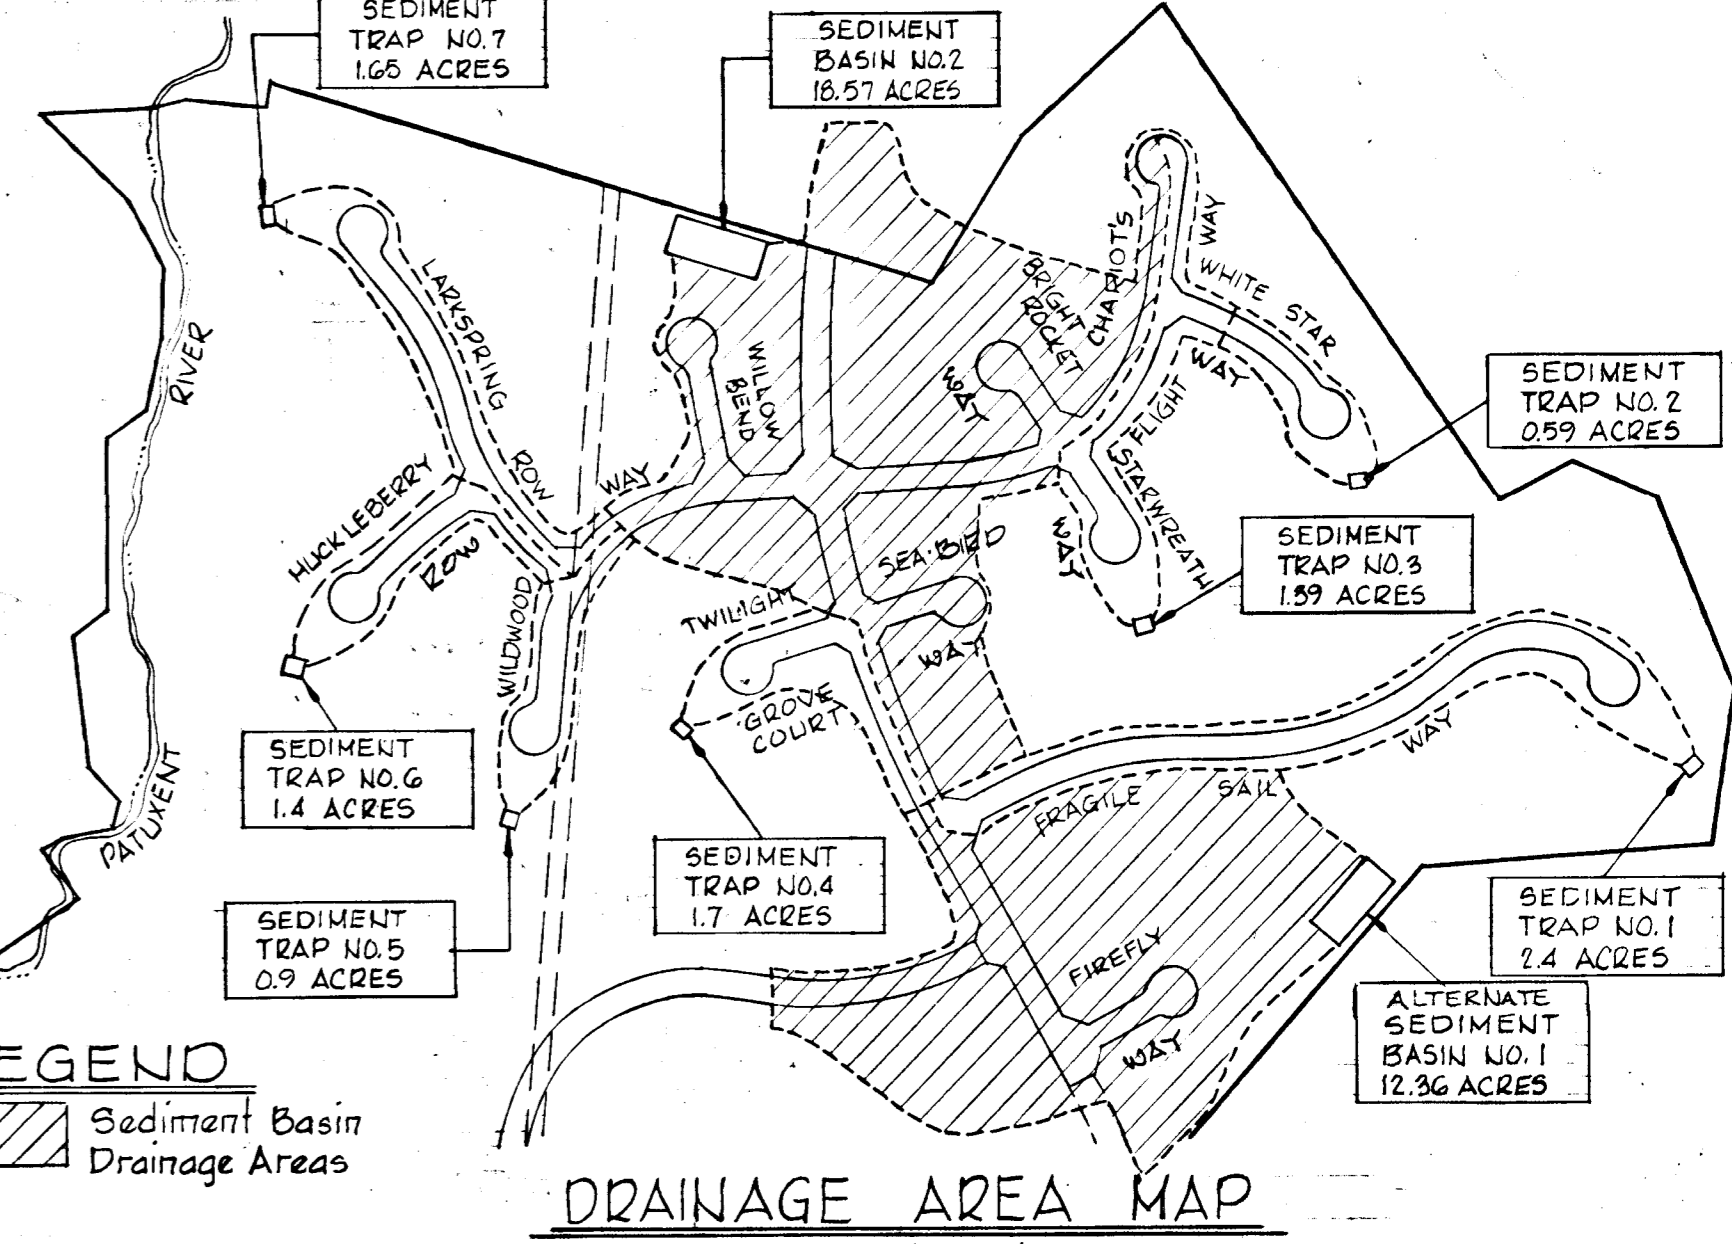 SEDIMENT
TRAP NO.7
1.65 ACRES
SEDIMENT
BASIN NO.2
18.57 ACRES
SEDIMENT
TRAP NO.2
0.59 ACRES
SEDIMENT
TRAP NO.3
1.39 ACRES
SEDIMENT
TRAP NO.6
1.4 ACRES
SEDIMENT
TRAP NO.4
1.7 ACRES
SEDIMENT
TRAP NO.5
0.9 ACRES
SEDIMENT
TRAP NO.1
2.4 ACRES
ALTERNATE
SEDIMENT
BASIN NO.1
12.36 ACRES
PATUXENT
RIVER
LARKSPRING
ROW
HUCKLEBERRY
ROW
WILDWOOD
WAY
WILLOW
BEND
BRIGHT
ROCKET
WAY
CHARIOT'S
FLIGHT
WAY
WHITE STAR
WAY
STARWREATH
WAY
SEA BIRD
WAY
TWILIGHT
GROVE
COURT
FRAGILE
SAIL
WAY
FIREFLY
WAY
EGEND
Sediment Basin
Drainage Areas
DRAINAGE AREA MAP